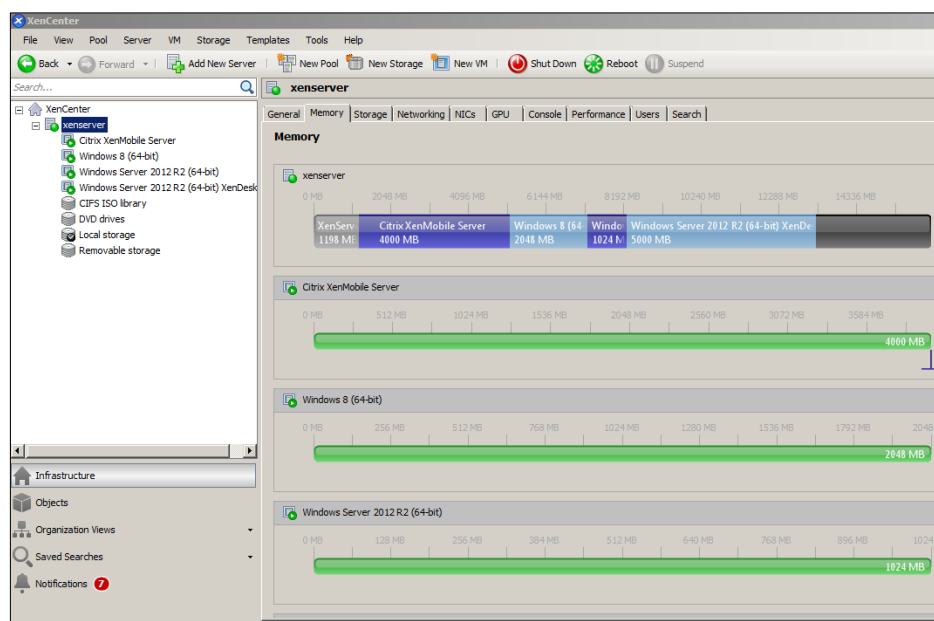 XenCenter
File View Pool Server VM Storage Templates Tools Help
Back Forward Add New Server New Pool New Storage New VM Shut Down Reboot Suspend
Search...
xenserver
XenCenter
xenserver
Citrix XenMobile Server
Windows 8 (64-bit)
Windows Server 2012 R2 (64-bit)
Windows Server 2012 R2 (64-bit) XenDesk
CIFS ISO library
DVD drives
Local storage
Removable storage
Infrastructure
Objects
Organization Views
Saved Searches
Notifications 7
General Memory Storage Networking NICs GPU Console Performance Users Search
Memory
xenserver
0 MB 2048 MB 4096 MB 6144 MB 8192 MB 10240 MB 12288 MB 14336 MB
XenServ Citrix XenMobile Server Windows 8 (64- Windo Windows Server 2012 R2 (64-bit) XenDe
1198 ME 4000 MB 2048 MB 1024 M 5000 MB
Citrix XenMobile Server
0 MB 512 MB 1024 MB 1536 MB 2048 MB 2560 MB 3072 MB 3584 MB
4000 MB
Windows 8 (64-bit)
0 MB 256 MB 512 MB 768 MB 1024 MB 1280 MB 1536 MB 1792 MB 2048
2048 MB
Windows Server 2012 R2 (64-bit)
0 MB 128 MB 256 MB 384 MB 512 MB 640 MB 768 MB 896 MB 1024
1024 MB